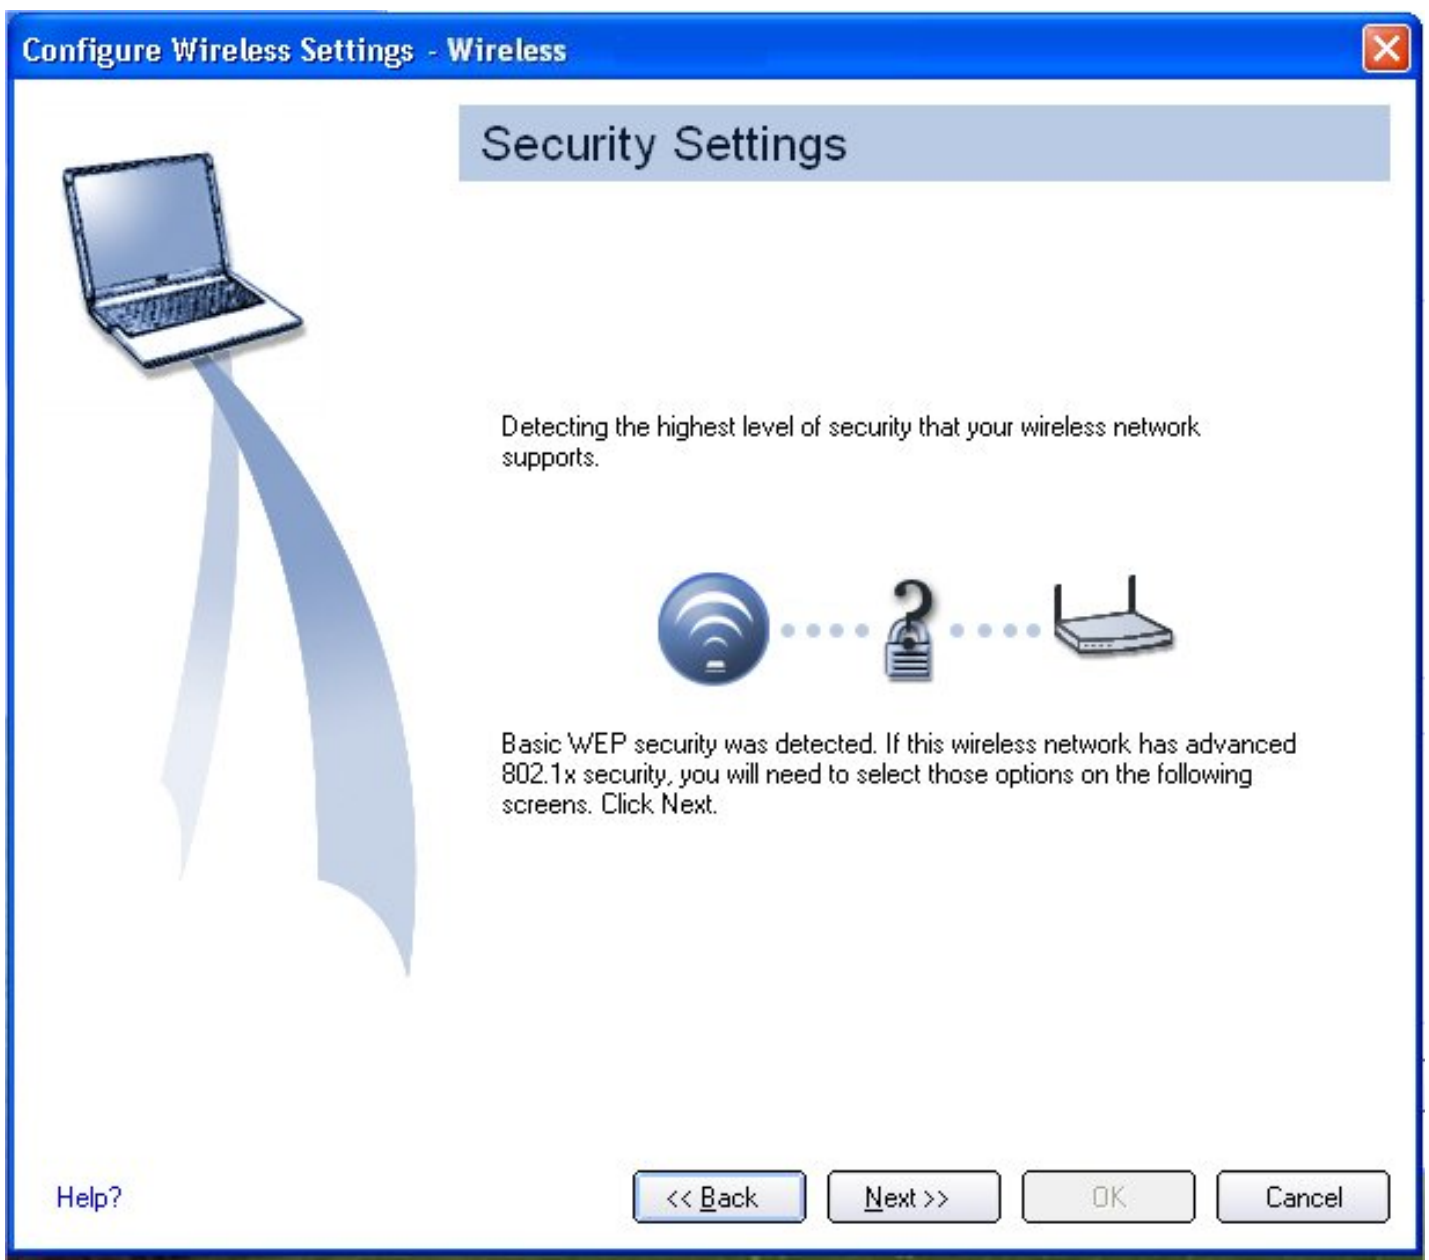 Configure Wireless Settings - Wireless
Security Settings
Detecting the highest level of security that your wireless network
supports.
Basic WEP security was detected. If this wireless network has advanced
802.1x security, you will need to select those options on the following
screens. Click Next.
Help?
<< Back
Next >>
OK
Cancel